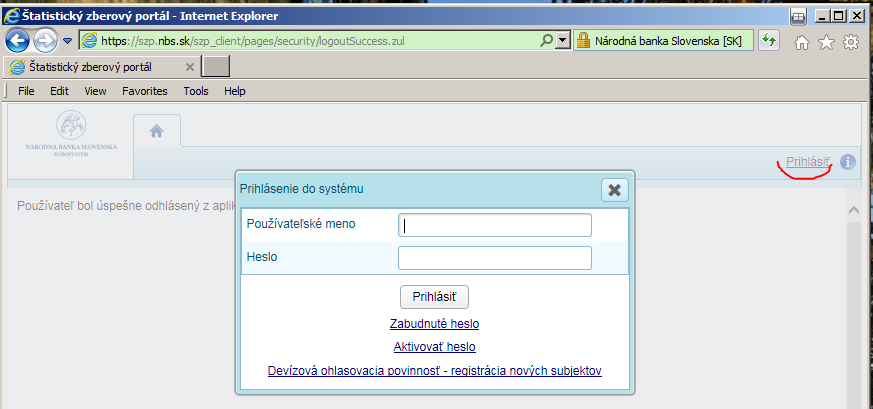 Štatistický zberový portál - Internet Explorer
https://szp.nbs.sk/szp_client/pages/security/logoutSuccess.zul
Národná banka Slovenska [SK]
Štatistický zberový portál
File Edit View Favorites Tools Help
NÁRODNÁ BANKA SLOVENSKA
EUROSYSTÉM
Prihlásiť
Prihlásenie do systému
Používateľ bol úspešne odhlásený z aplik
Používateľské meno
Heslo
Prihlásiť
Zabudnuté heslo
Aktivovať heslo
Devízová ohlasovacia povinnosť - registrácia nových subjektov